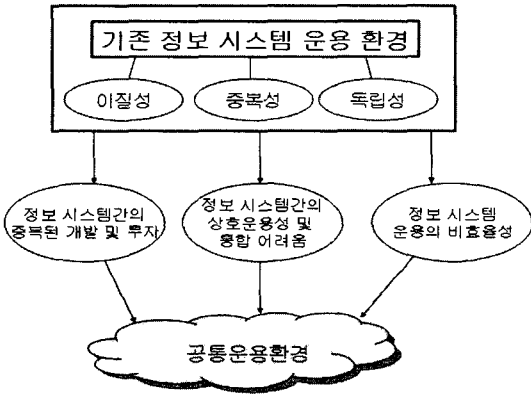 기존 정보 시스템 운용 환경
이질성
중복성
독립성
정보 시스템간의
중복된 개발 및 투자
정보 시스템간의
상호운용성 및
통합 어려움
정보 시스템
운용의 비효율성
공통운용환경